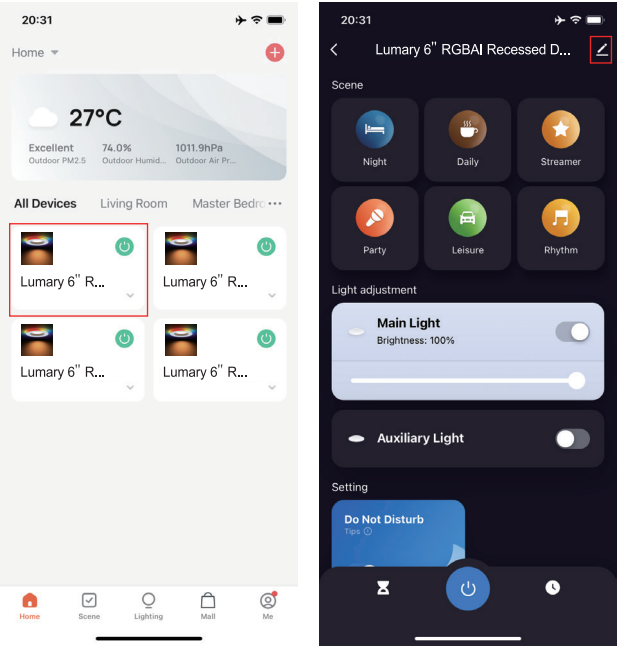 20:31
Home
27°C
Excellent 74.0% 1011.9hPa
Outdoor PM2.5 Outdoor Humid... Outdoor Air Pr...
All Devices Living Room Master Bedro ...
Lumary 6" R... Lumary 6" R...
Lumary 6" R... Lumary 6" R...
Home Scene Lighting Mall Me
20:31
Lumary 6" RGBAI Recessed D...
Scene
Night Daily Streamer
Party Leisure Rhythm
Light adjustment
Main Light
Brightness: 100%
Auxiliary Light
Setting
Do Not Disturb
Tips